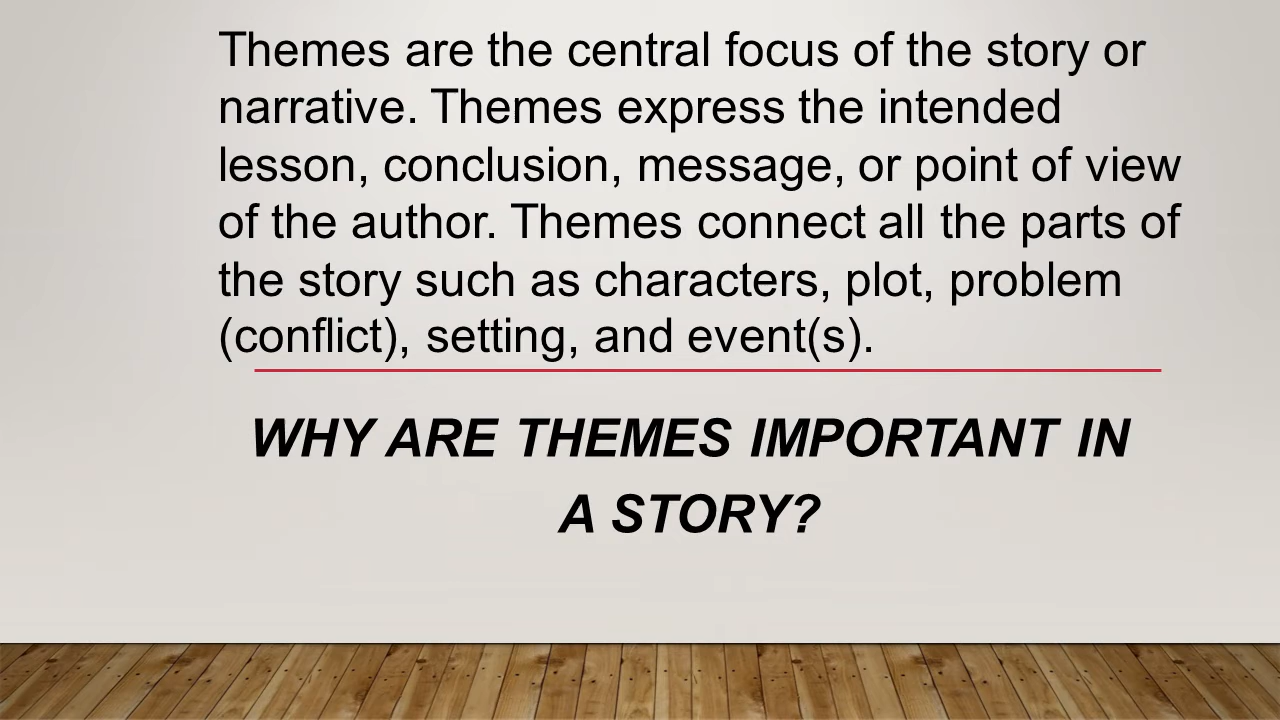 Themes are the central focus of the story or
narrative. Themes express the intended
lesson, conclusion, message, or point of view
of the author. Themes connect all the parts of
the story such as characters, plot, problem
(conflict), setting, and event(s).
WHY ARE THEMES IMPORTANT IN
A STORY?